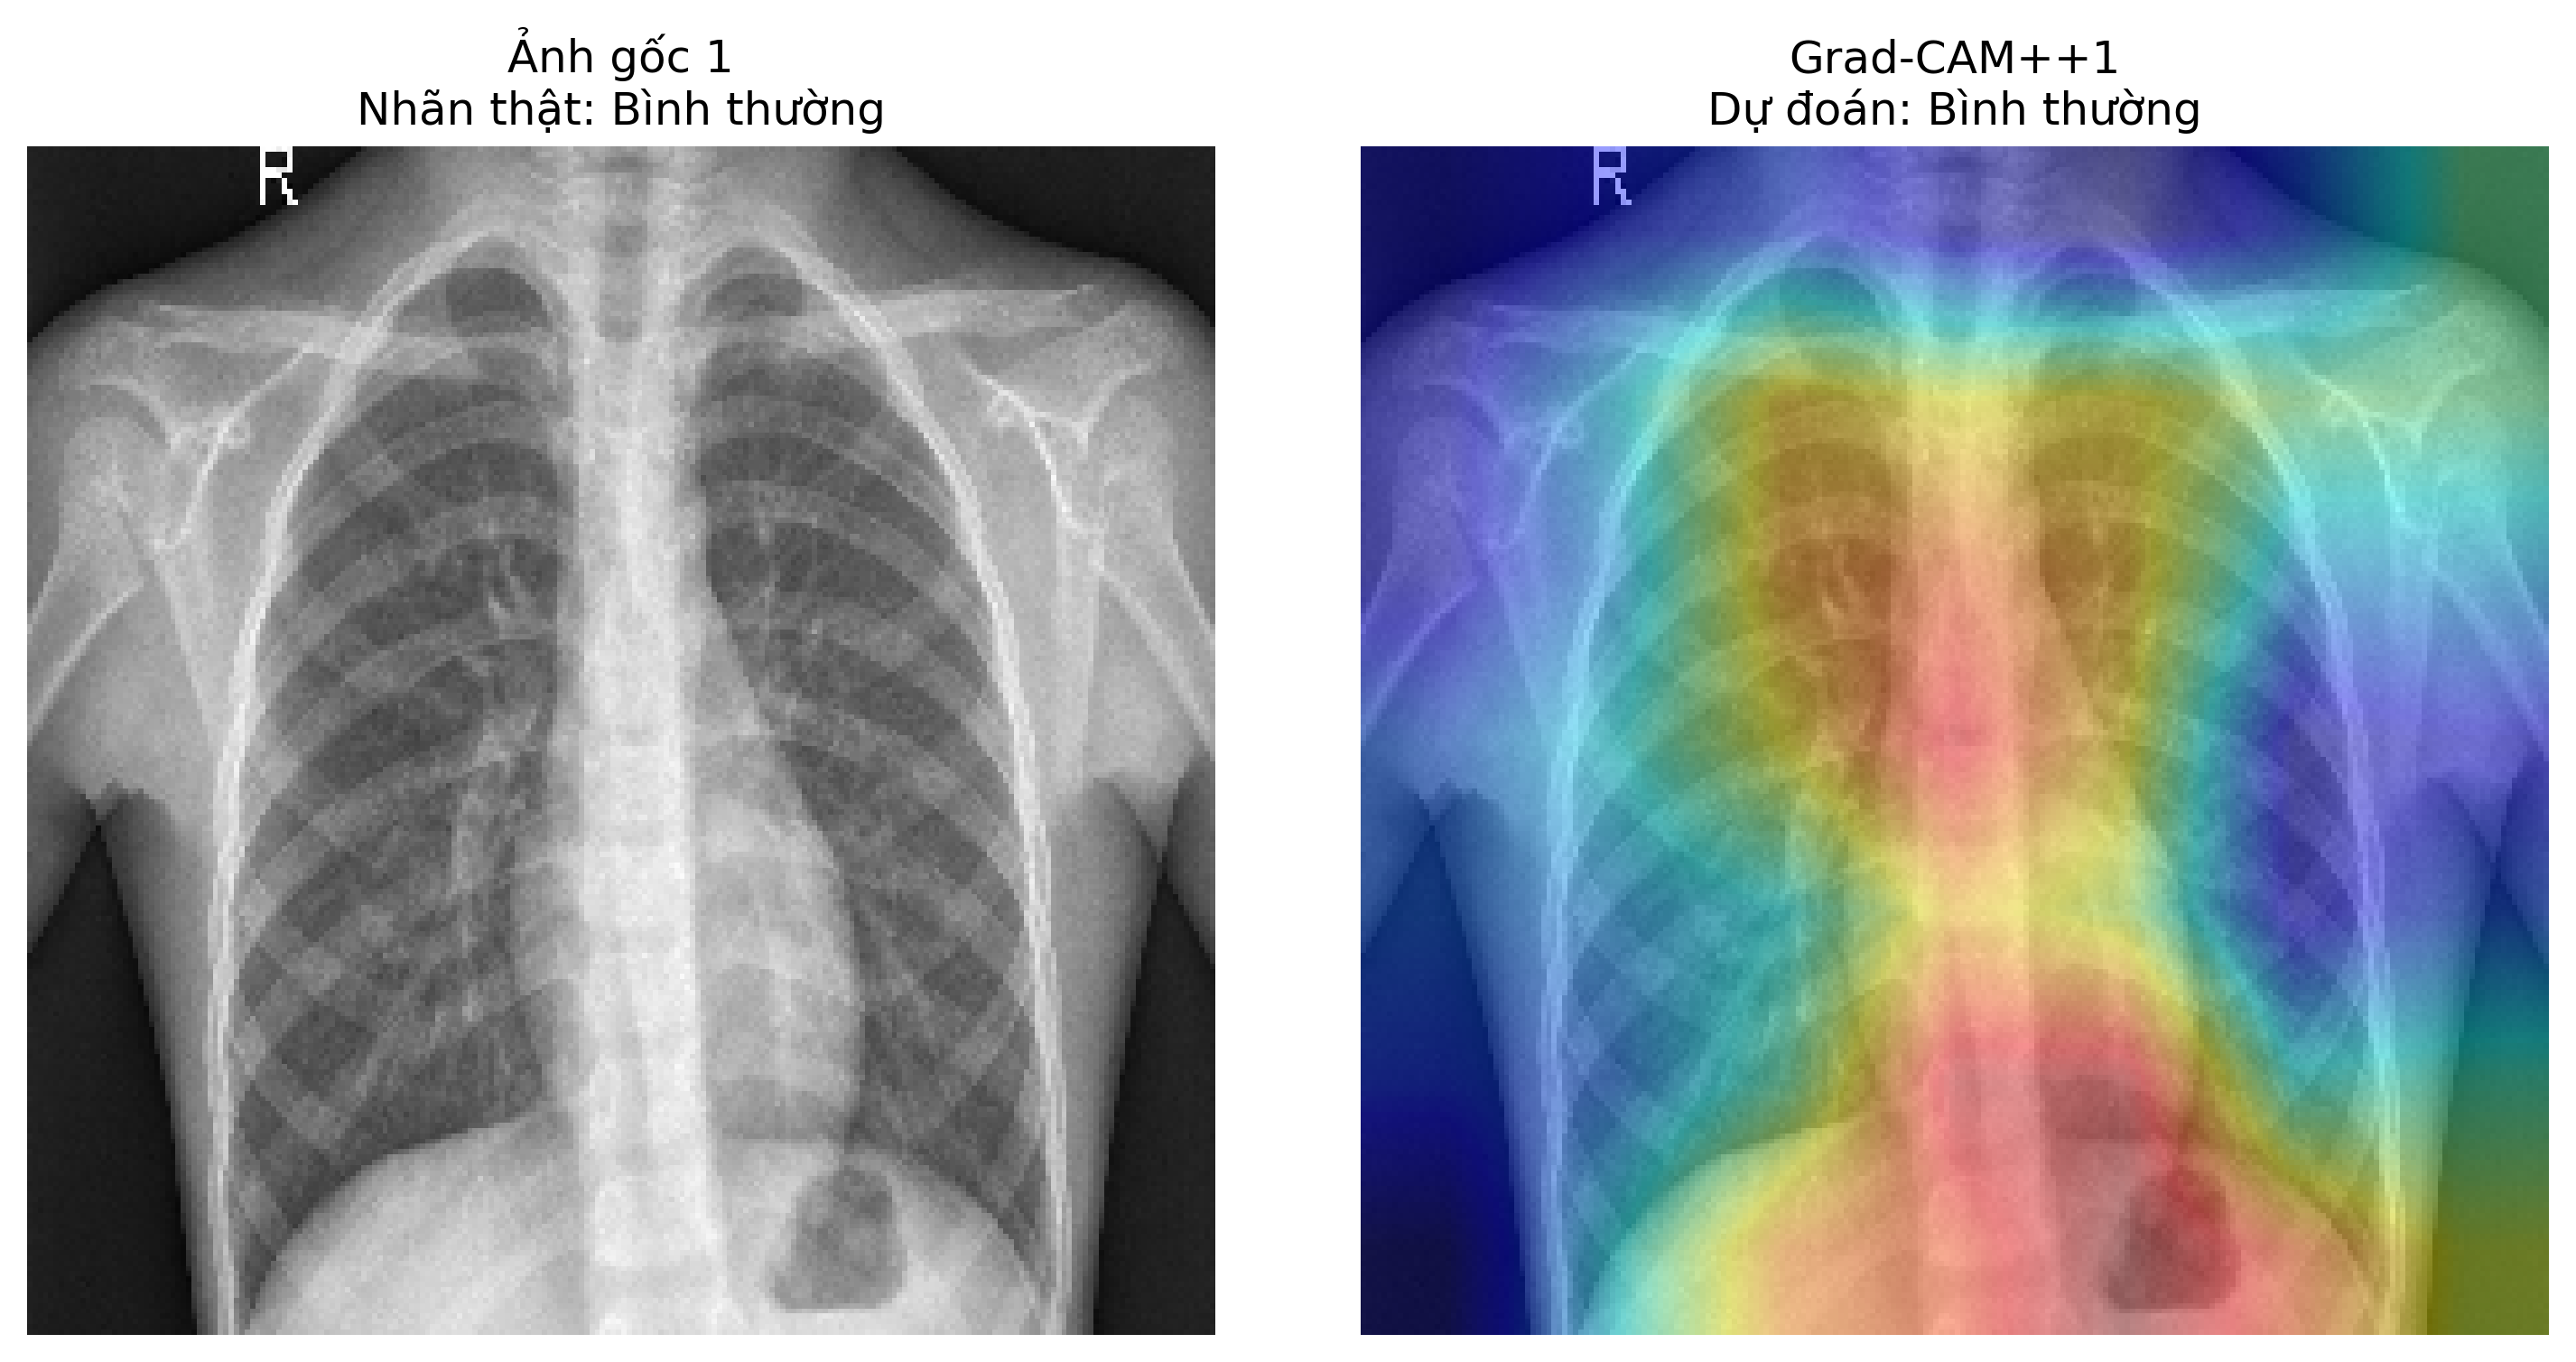 Ảnh gốc 1
Nhãn thật: Bình thường
R
Grad-CAM++1
Dự đoán: Bình thường
R